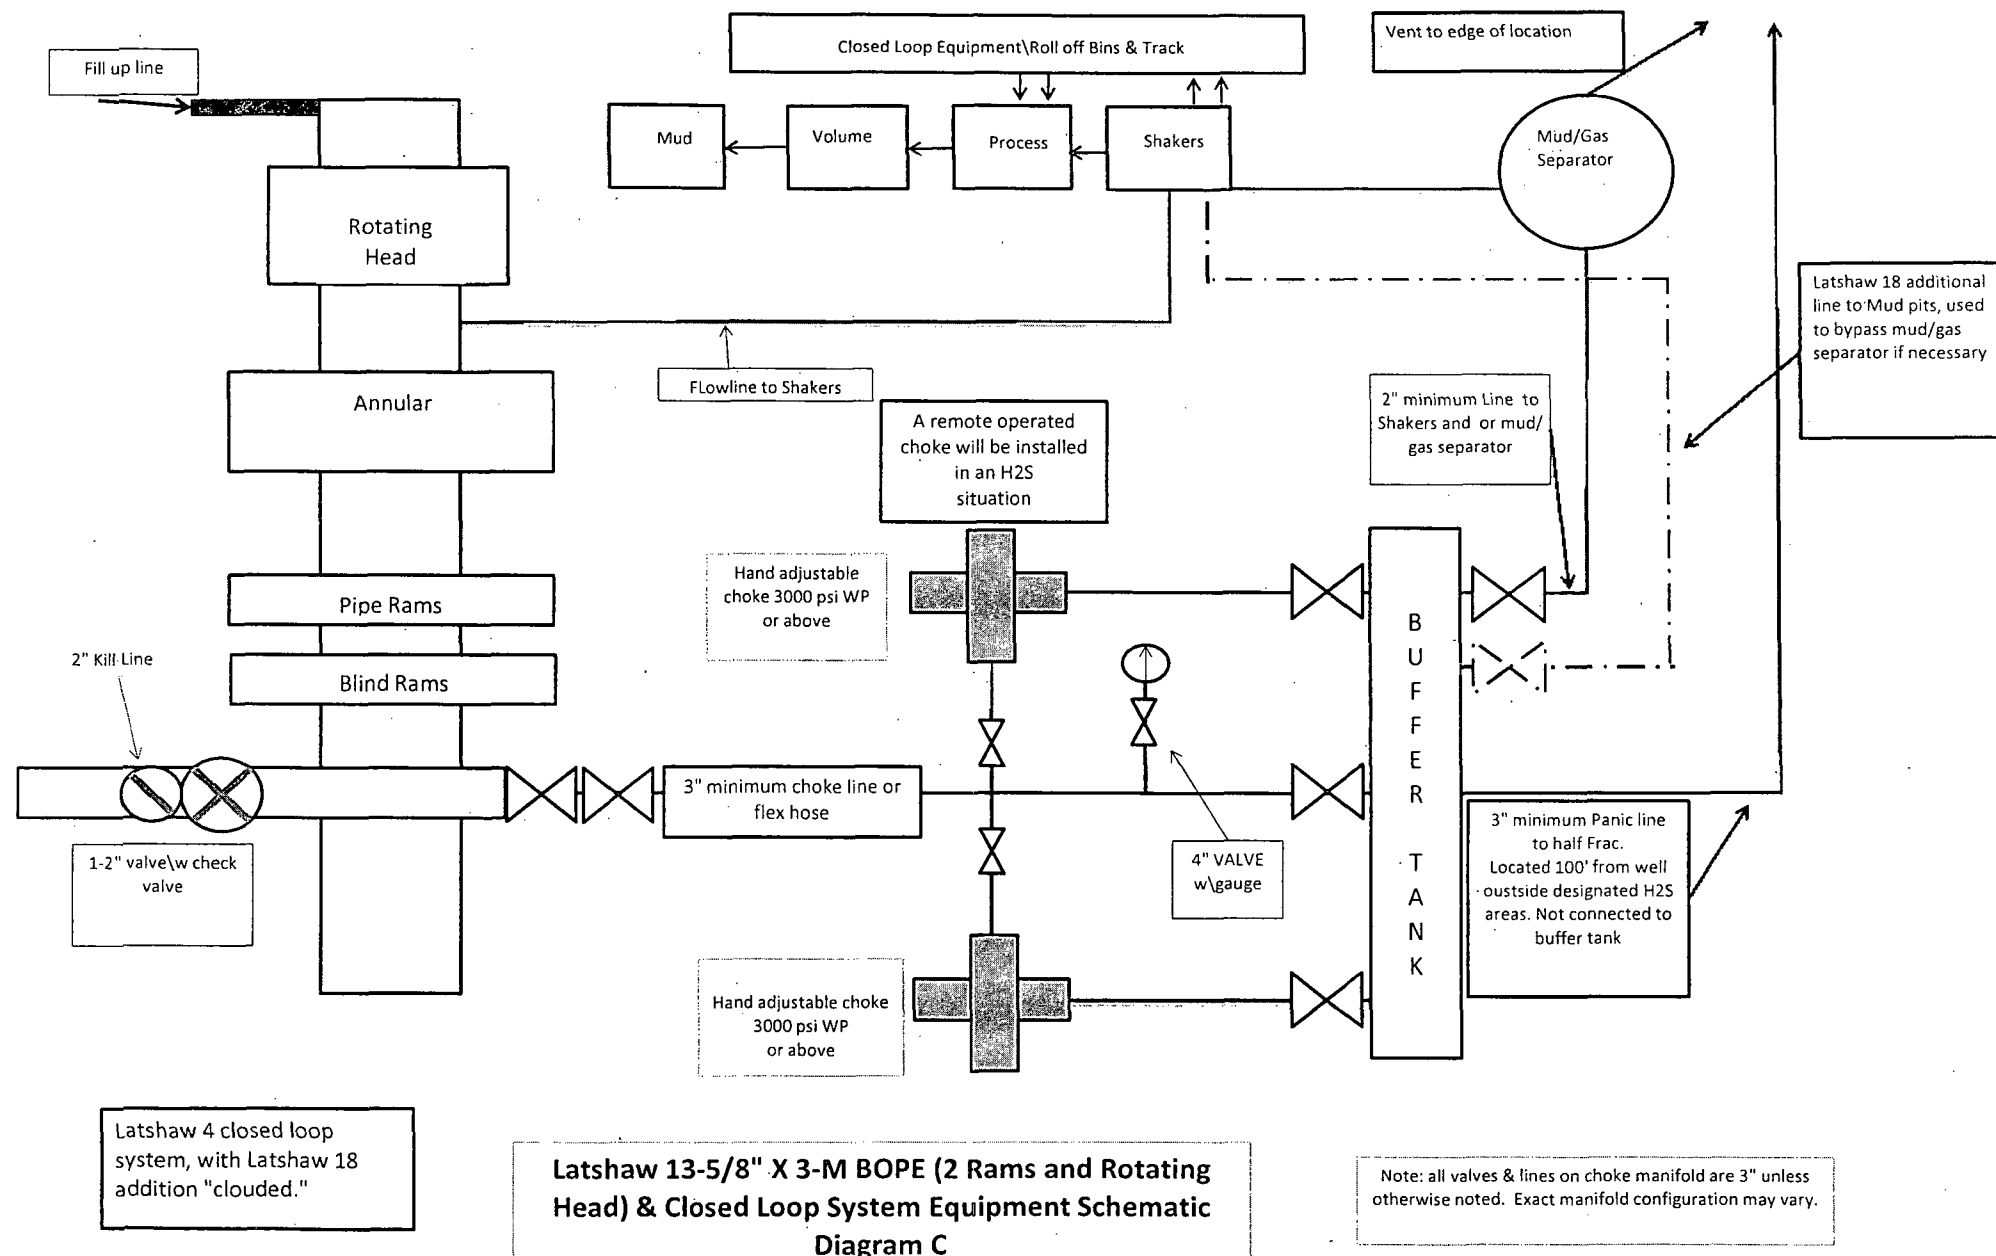 Fill up line
Closed Loop Equipment\Roll off Bins & Track
Vent to edge of location
Mud
Volume
Process
Shakers
Mud/Gas
Separator
Rotating
Head
Latshaw 18 additional
line to Mud pits, used
to bypass mud/gas
separator if necessary
FLowline to Shakers
Annular
2" minimum Line to
Shakers and or mud/
gas separator
A remote operated
choke will be installed
in an H2S
situation
Hand adjustable
choke 3000 psi WP
or above
Pipe Rams
2" Kill Line
Blind Rams
BUFFER TANK
3" minimum choke line or
flex hose
1-2" valve\w check
valve
4" VALVE
w\gauge
3" minimum Panic line
to half Frac.
Located 100' from well
oustside designated H2S
areas. Not connected to
buffer tank
Hand adjustable choke
3000 psi WP
or above
Latshaw 4 closed loop
system, with Latshaw 18
addition "clouded."
Latshaw 13-5/8" X 3-M BOPE (2 Rams and Rotating
Head) & Closed Loop System Equipment Schematic
Diagram C
Note: all valves & lines on choke manifold are 3" unless
otherwise noted. Exact manifold configuration may vary.